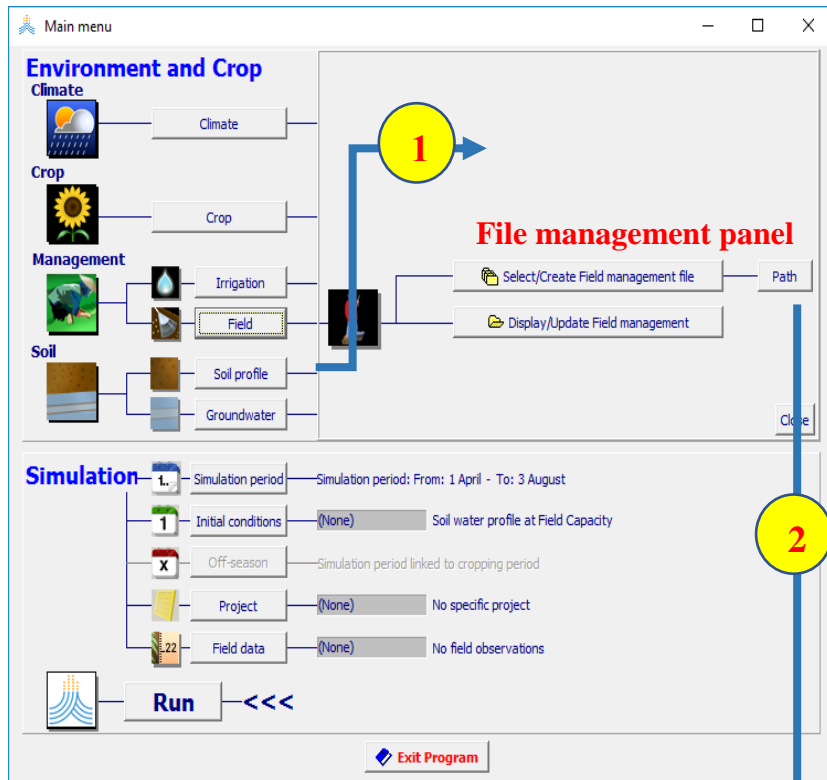 Main menu
Environment and Crop
Climate
Climate
1
Crop
Crop
File management panel
Management
Irrigation
Select/Create Field management file
Path
Field
Display/Update Field management
Soil
Soil profile
Groundwater
Close
Simulation
1..
Simulation period
Simulation period: From: 1 April - To: 3 August
1
Initial conditions
(None)
Soil water profile at Field Capacity
2
X
Off-season
Simulation period linked to cropping period
Project
(None)
No specific project
.22
Field data
(None)
No field observations
Run
<<<
Exit Program